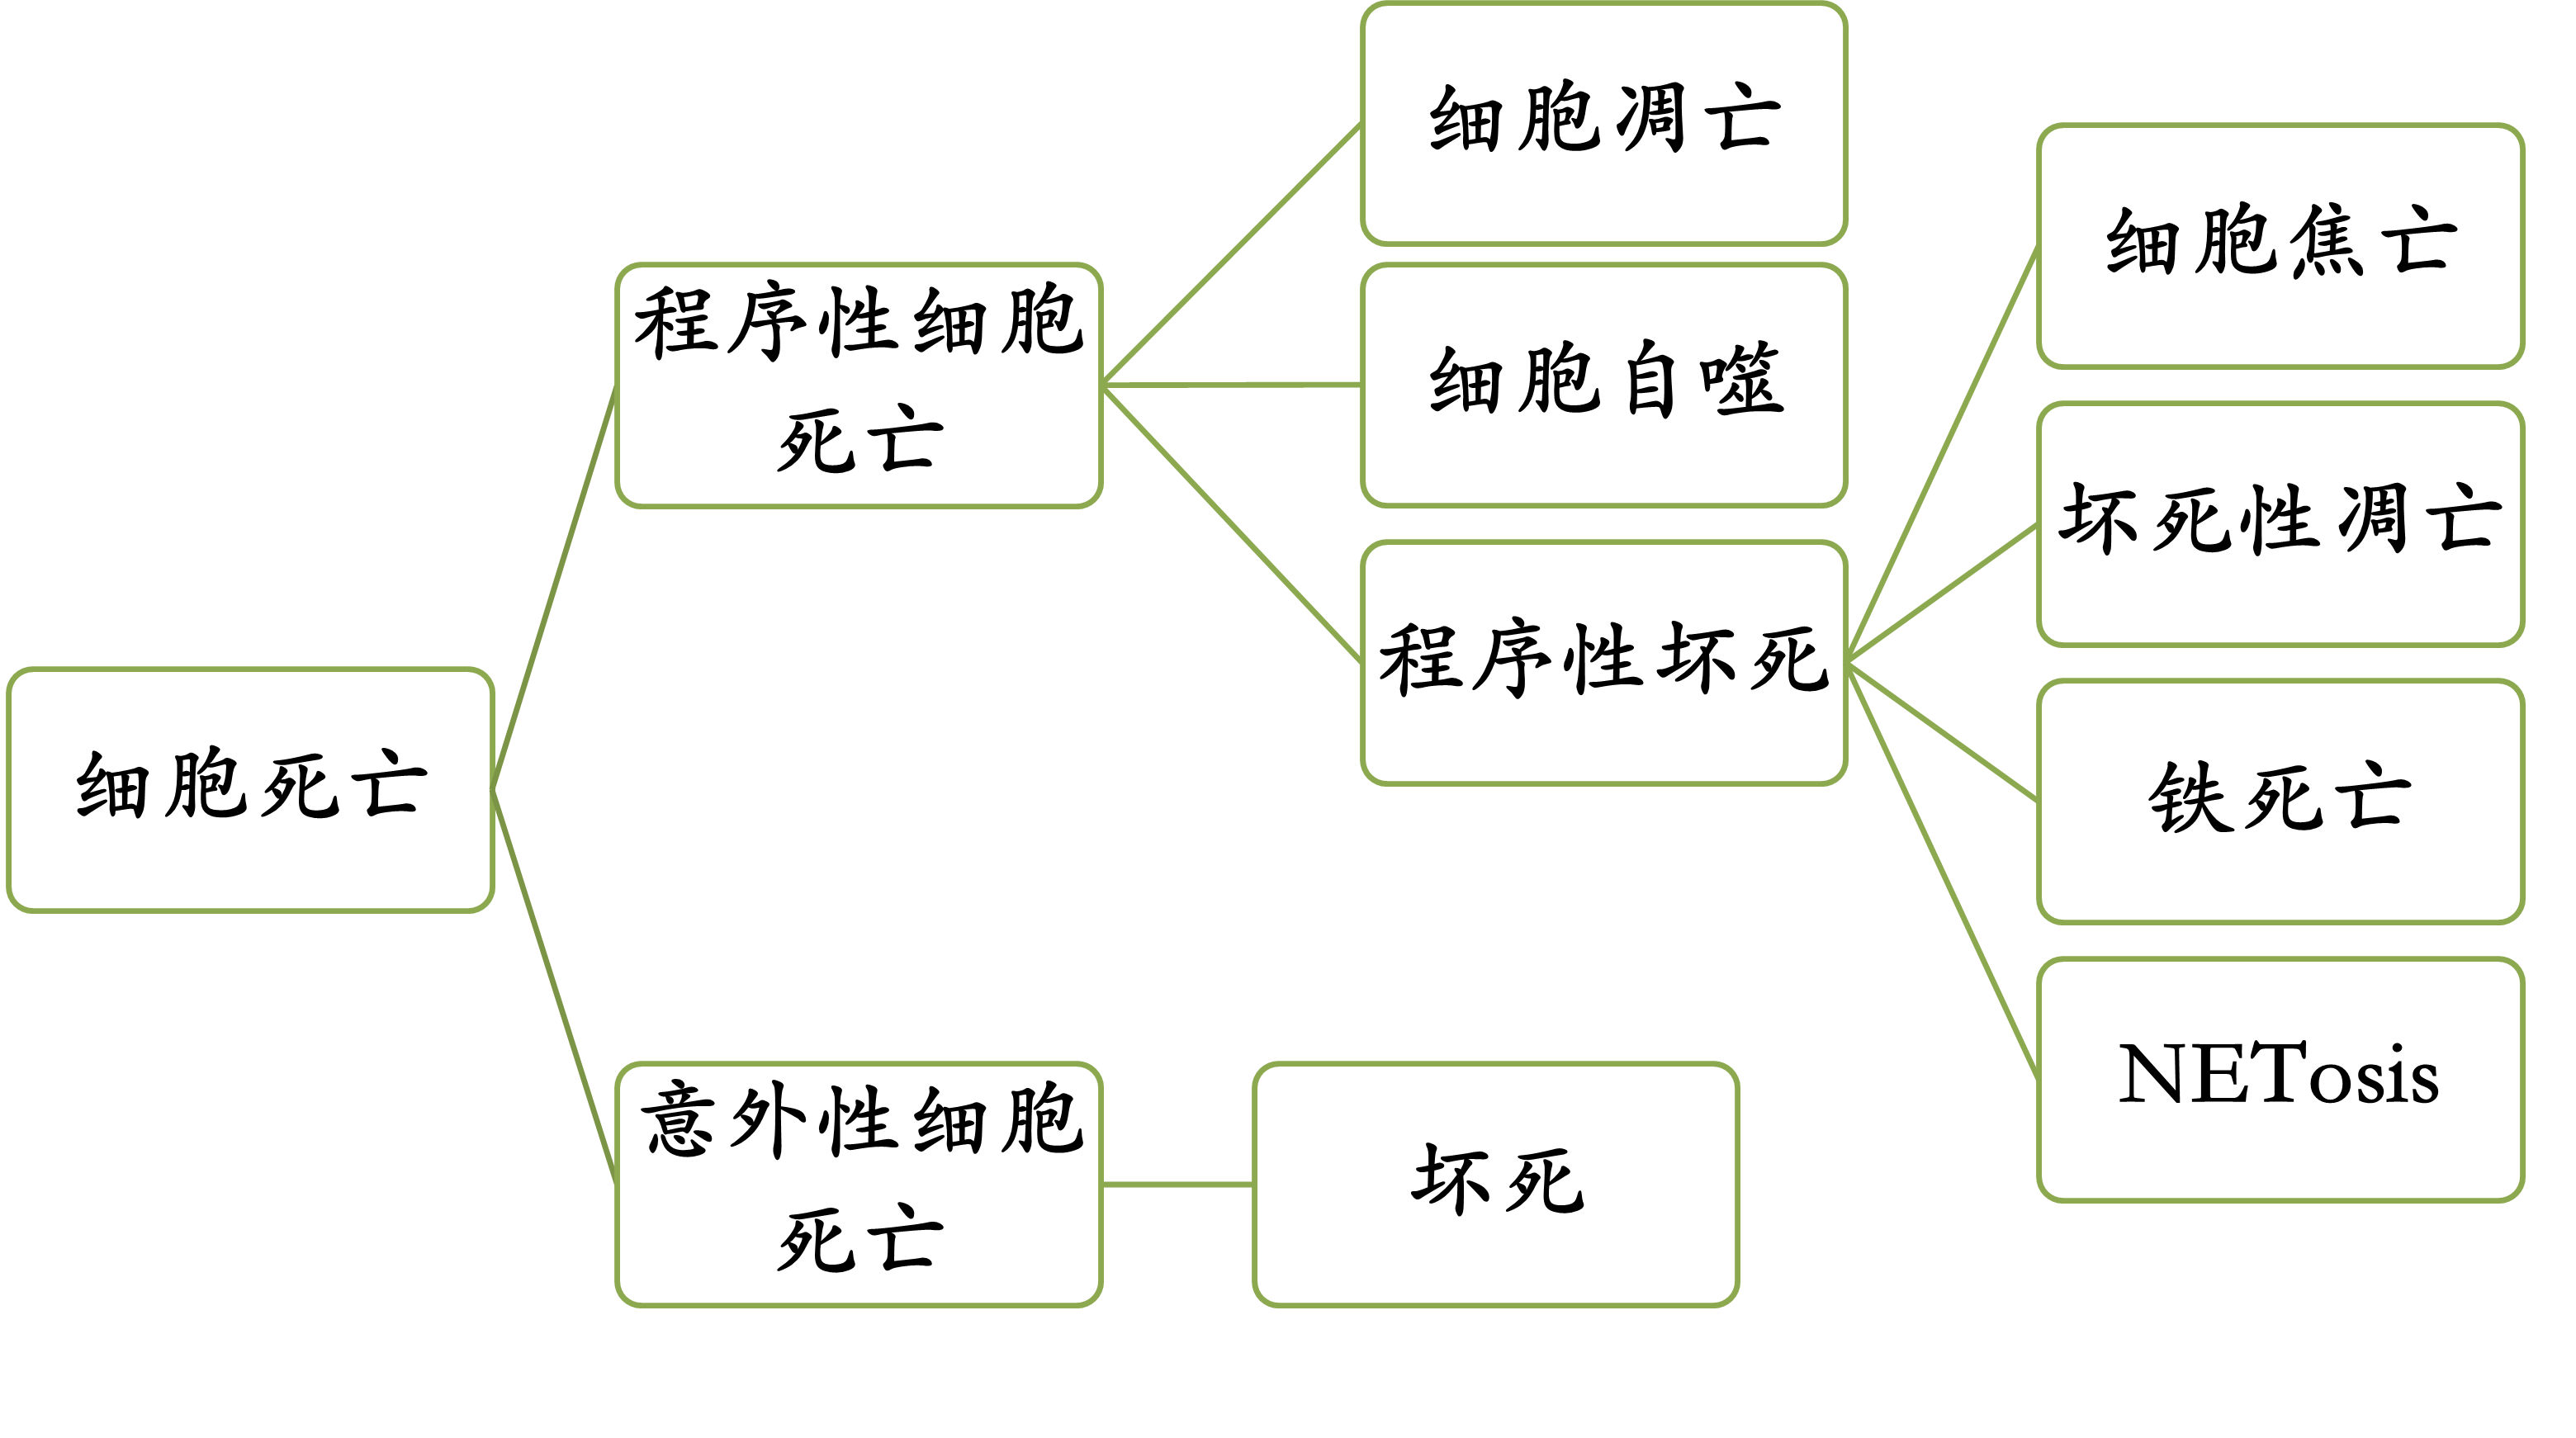 细胞死亡
程序性细胞
死亡
意外性细胞
死亡
细胞凋亡
细胞自噬
程序性坏死
坏死
细胞焦亡
坏死性凋亡
铁死亡
NETosis